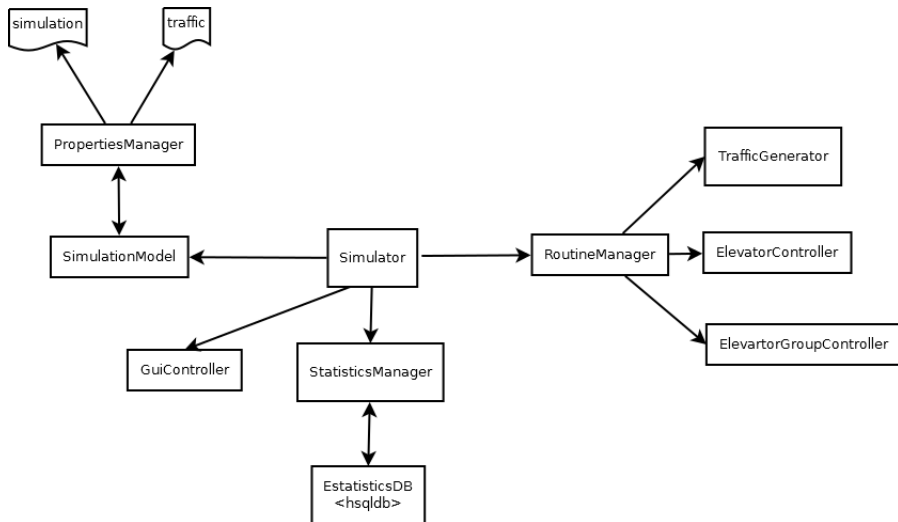 simulation
traffic
PropertiesManager
TrafficGenerator
SimulationModel
Simulator
RoutineManager
ElevatorController
GuiController
StatisticsManager
ElevartorGroupController
EstatisticsDB
<hsqldb>